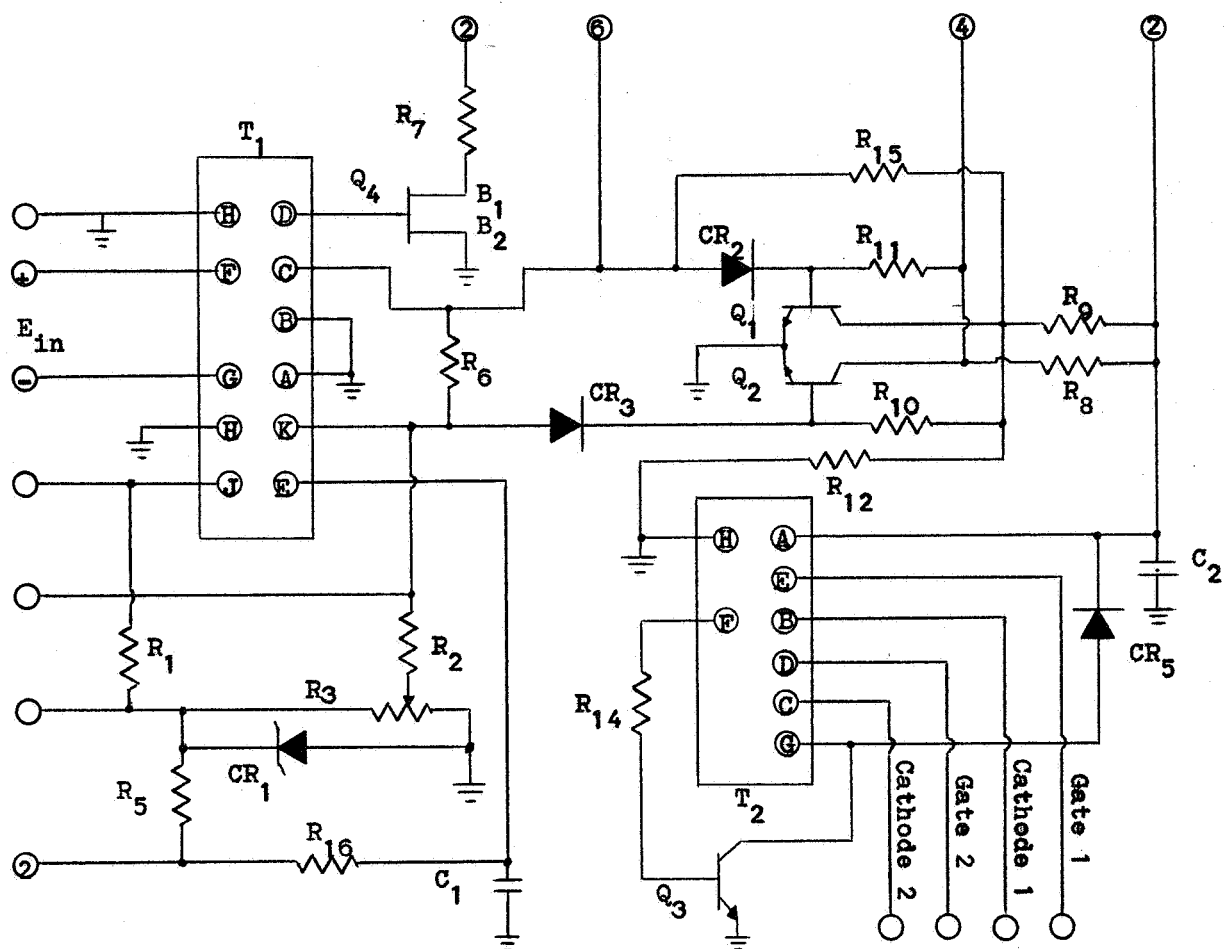 2 6 4 2
R7
T1
R15
Q4
B1
B2
H D
CR2 R11
+ F C
B
Q1
R9
Ein
R6
- G A
Q2
R8
CR3
R10
H K
R12
J E
H A
C2
E
F B
R1 R2
CR5
D
R3
R14
C
G
CR1
R5
T2
Cathode 2
Gate 2
Cathode 1
Gate 1
R16
2
C1
Q3